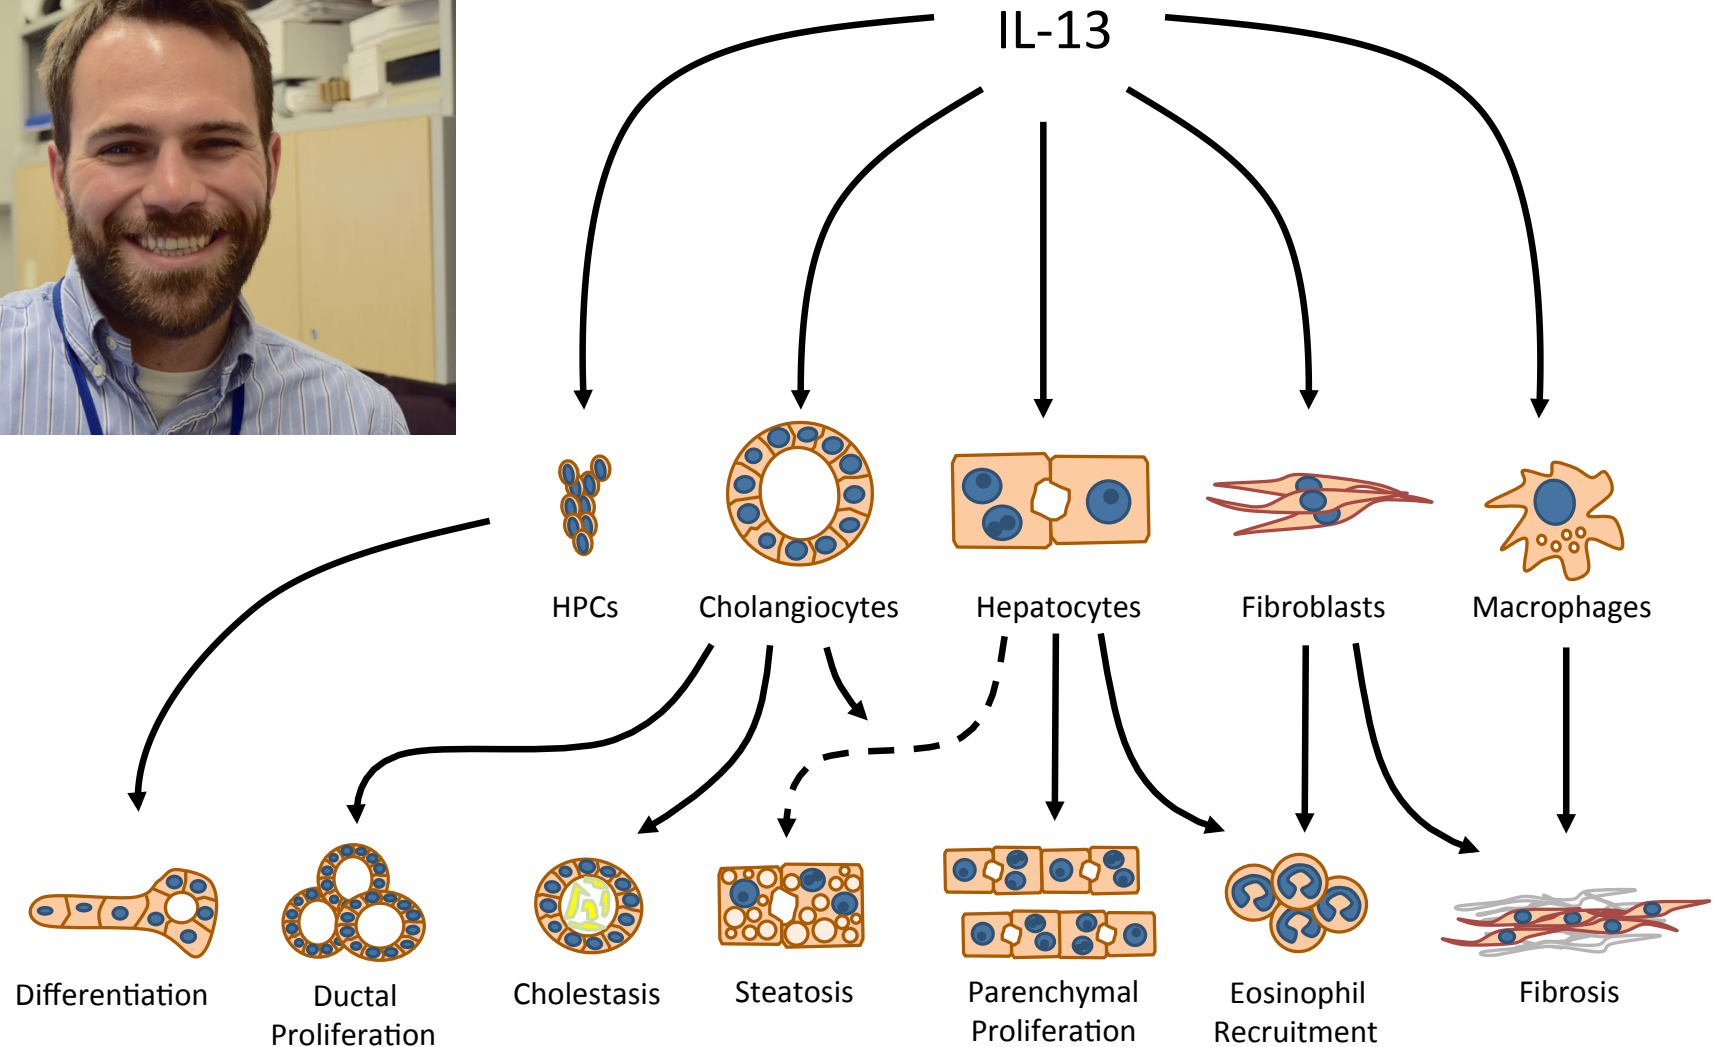 IL-13
HPCs
Cholangiocytes
Hepatocytes
Fibroblasts
Macrophages
Differentiation
Ductal
Proliferation
Cholestasis
Steatosis
Parenchymal
Proliferation
Eosinophil
Recruitment
Fibrosis